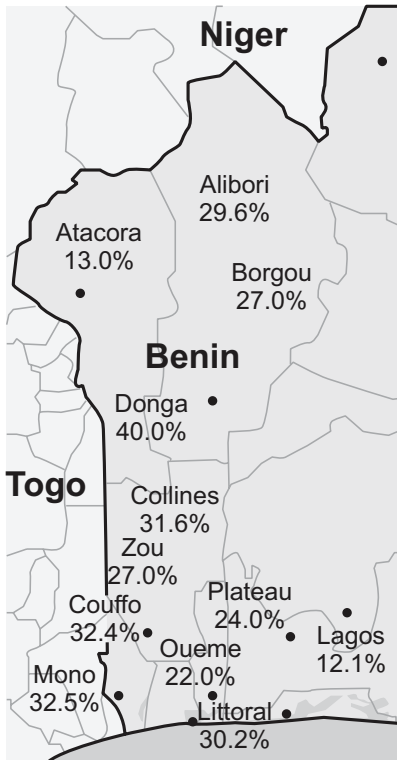 Niger
Alibori
29.6%
Atacora
13.0%
Borgou
27.0%
Benin
Donga
40.0%
Togo
Collines
31.6%
Zou
27.0%
Plateau
24.0%
Couffo
32.4%
Lagos
12.1%
Oueme
22.0%
Mono
32.5%
Littoral
30.2%